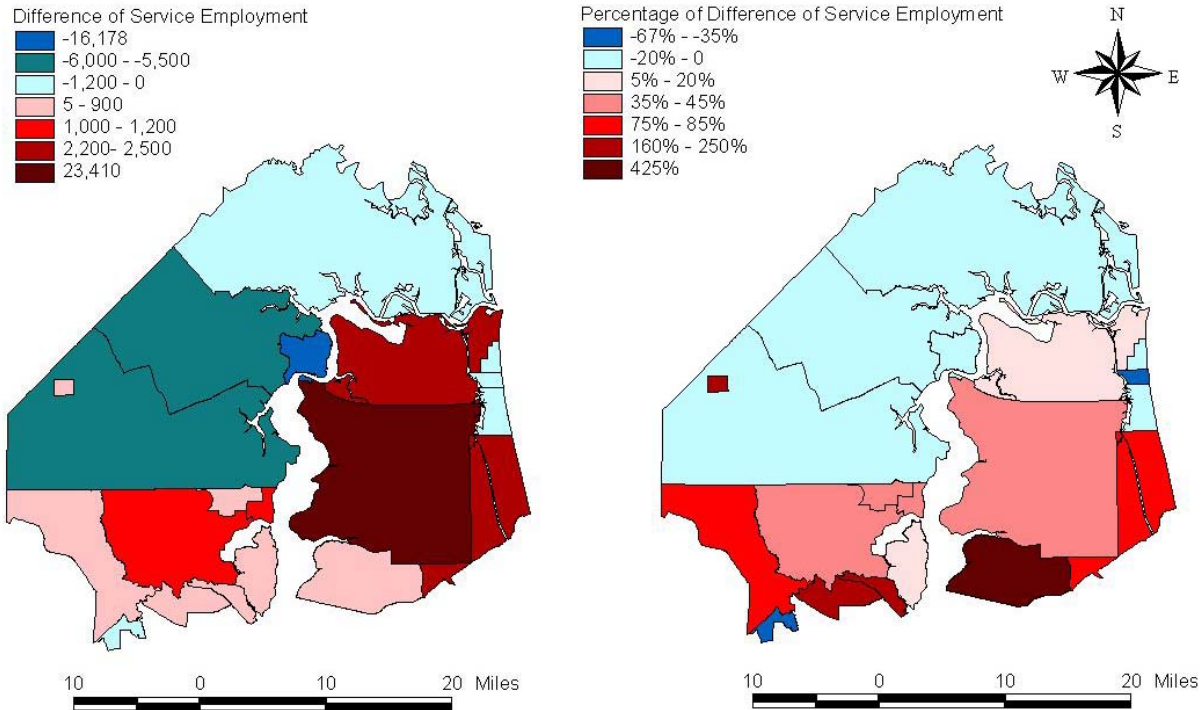 Difference of Service Employment
-16,178
-6,000 - -5,500
-1,200 - 0
5 - 900
1,000 - 1,200
2,200- 2,500
23,410
Percentage of Difference of Service Employment
-67% - -35%
-20% - 0
5% - 20%
35% - 45%
75% - 85%
160% - 250%
425%
N
W E
S
10 0 10 20 Miles
10 0 10 20 Miles